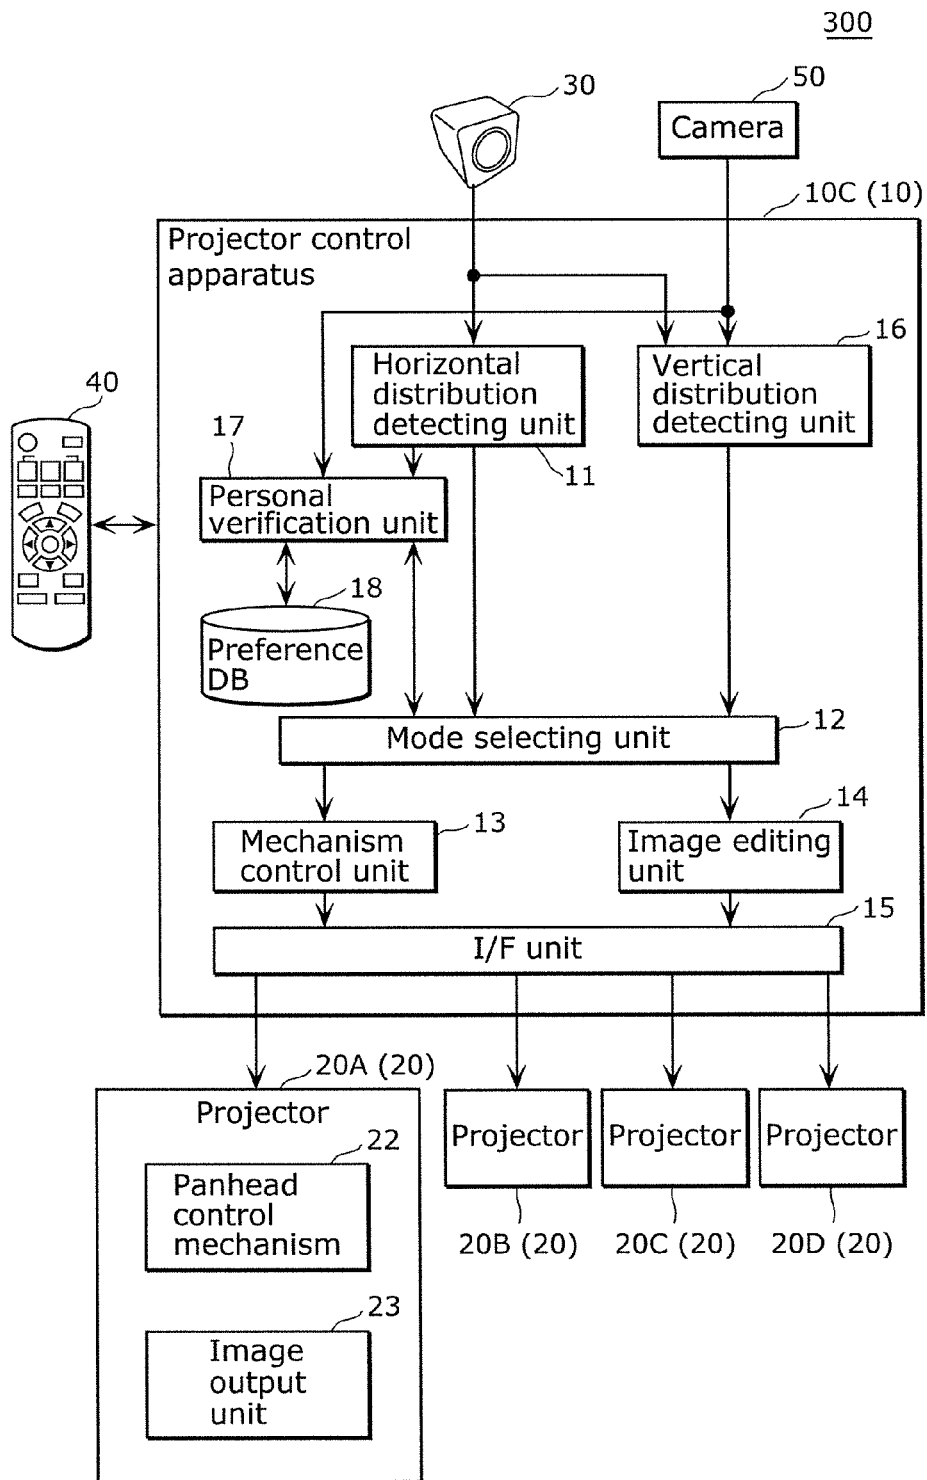 300
30
50
Camera
10C (10)
Projector control
apparatus
16
Horizontal
distribution
detecting unit
Vertical
distribution
detecting unit
40
17
11
Personal
verification unit
18
Preference
DB
12
Mode selecting unit
13
14
Mechanism
control unit
Image editing
unit
15
I/F unit
20A (20)
Projector
Projector
Projector
Projector
22
Panhead
control
mechanism
20B (20)
20C (20)
20D (20)
23
Image
output
unit